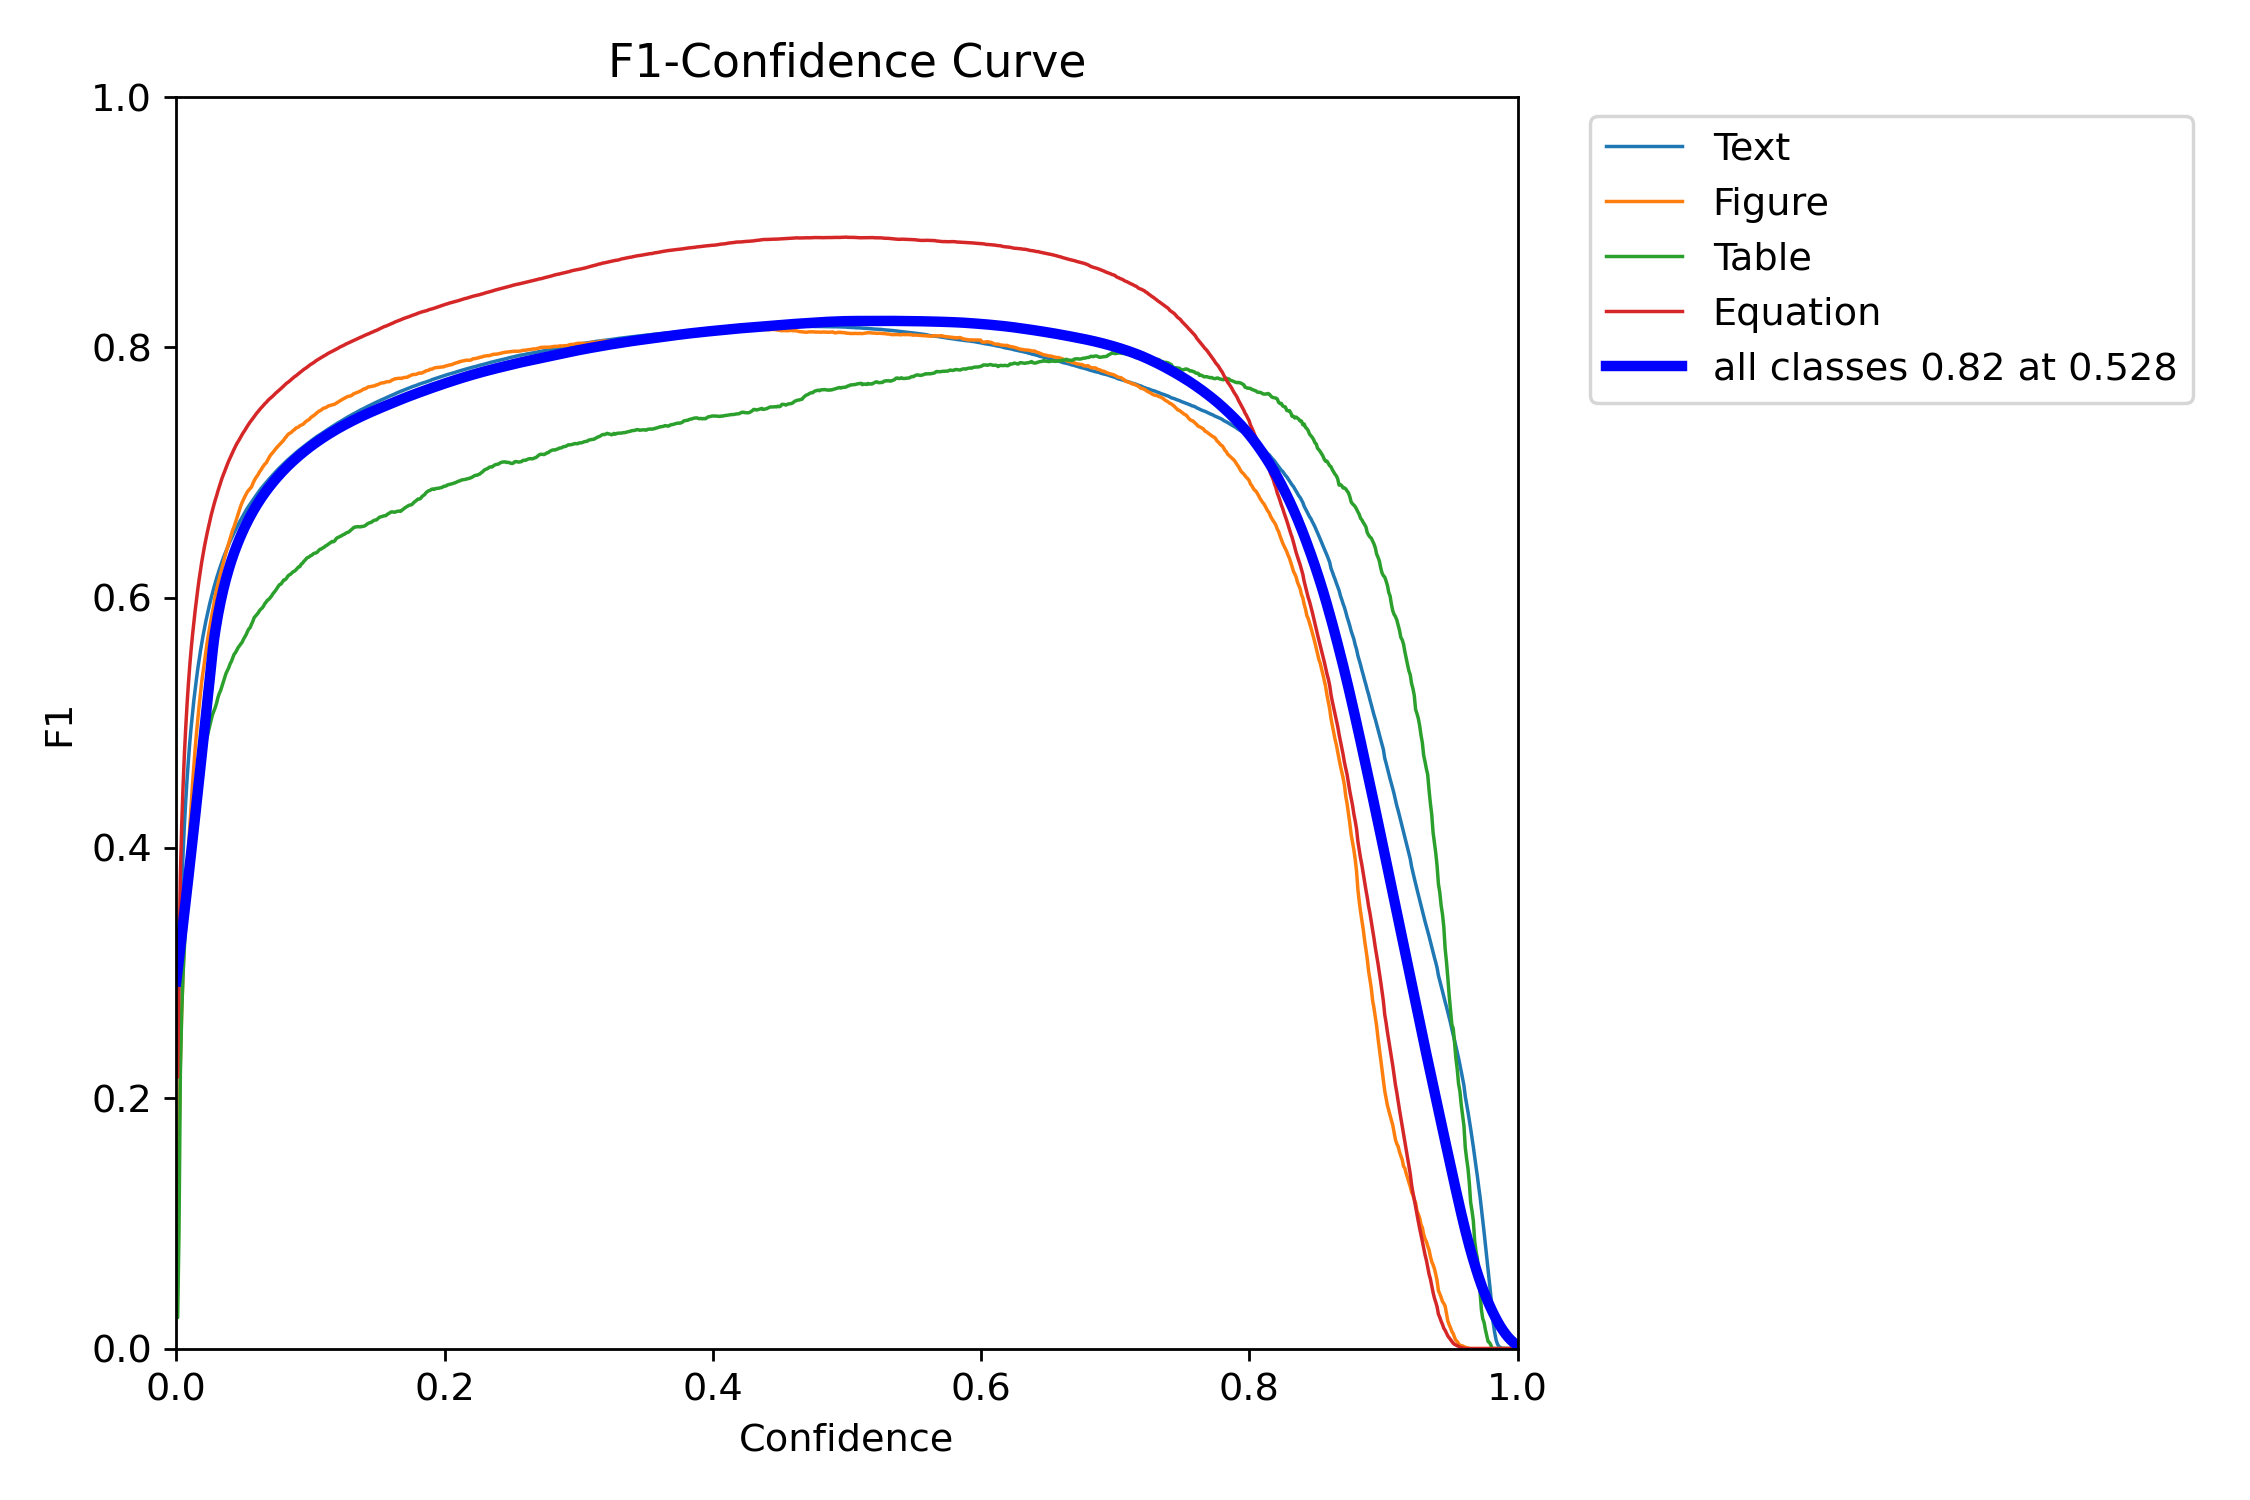 F1-Confidence Curve
1.0
0.8
0.6
0.4
0.2
0.0
F1
0.0 0.2 0.4 0.6 0.8 1.0
Confidence
Text
Figure
Table
Equation
all classes 0.82 at 0.528